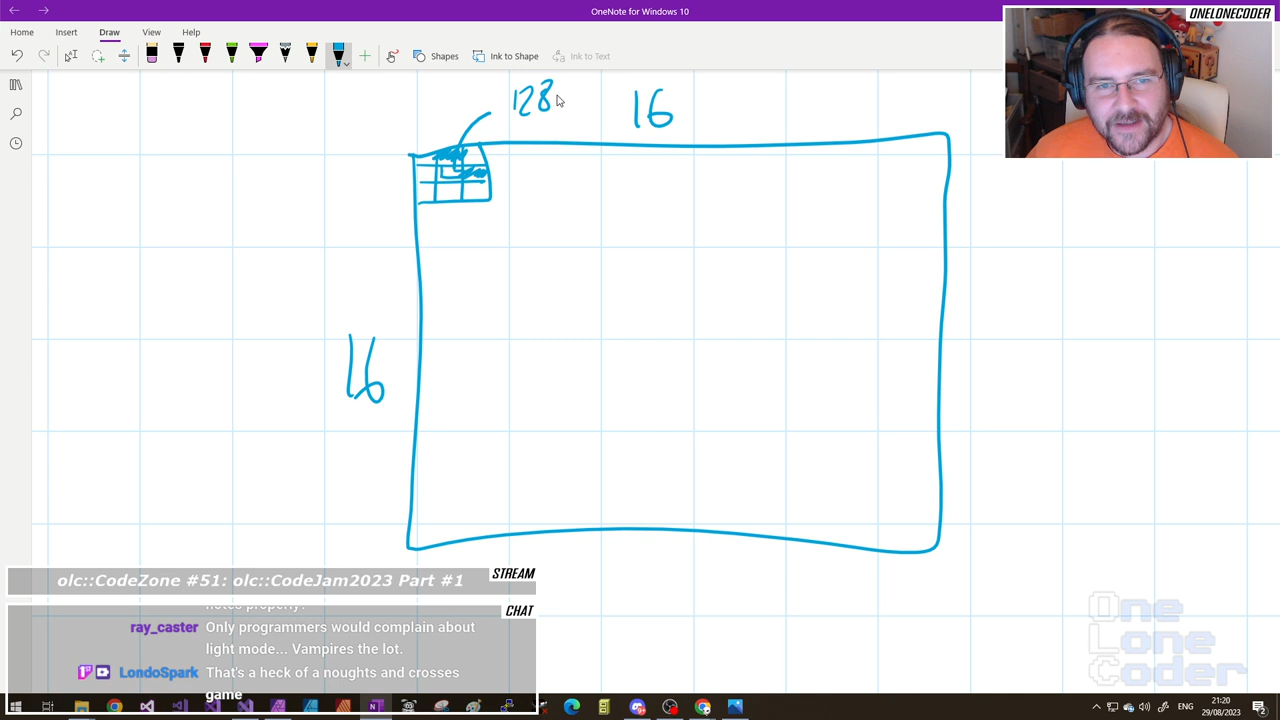 OneNote for Windows 10
ONELONECODER
Home Insert Draw View Help
Shapes Ink to Shape Ink to Text
128 16
16
olc::CodeZone #51: olc::CodeJam2023 Part #1 STREAM
CHAT
notes properly?
ray_caster Only programmers would complain about
light mode... Vampires the lot.
LondoSpark That's a heck of a noughts and crosses
game
One
Lone
Coder
21:20
29/08/2023